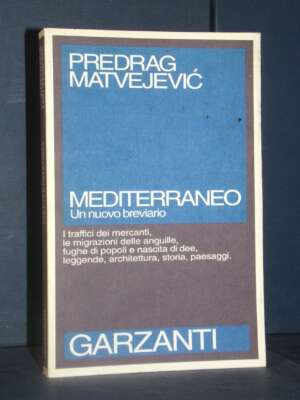 PREDRAG
MATVEJEVIĆ
MEDITERRANEO
Un nuovo breviario
I traffici dei mercanti,
le migrazioni delle anguille,
fughe di popoli e nascita di dee,
leggende, architettura, storia, paesaggi.
GARZANTI